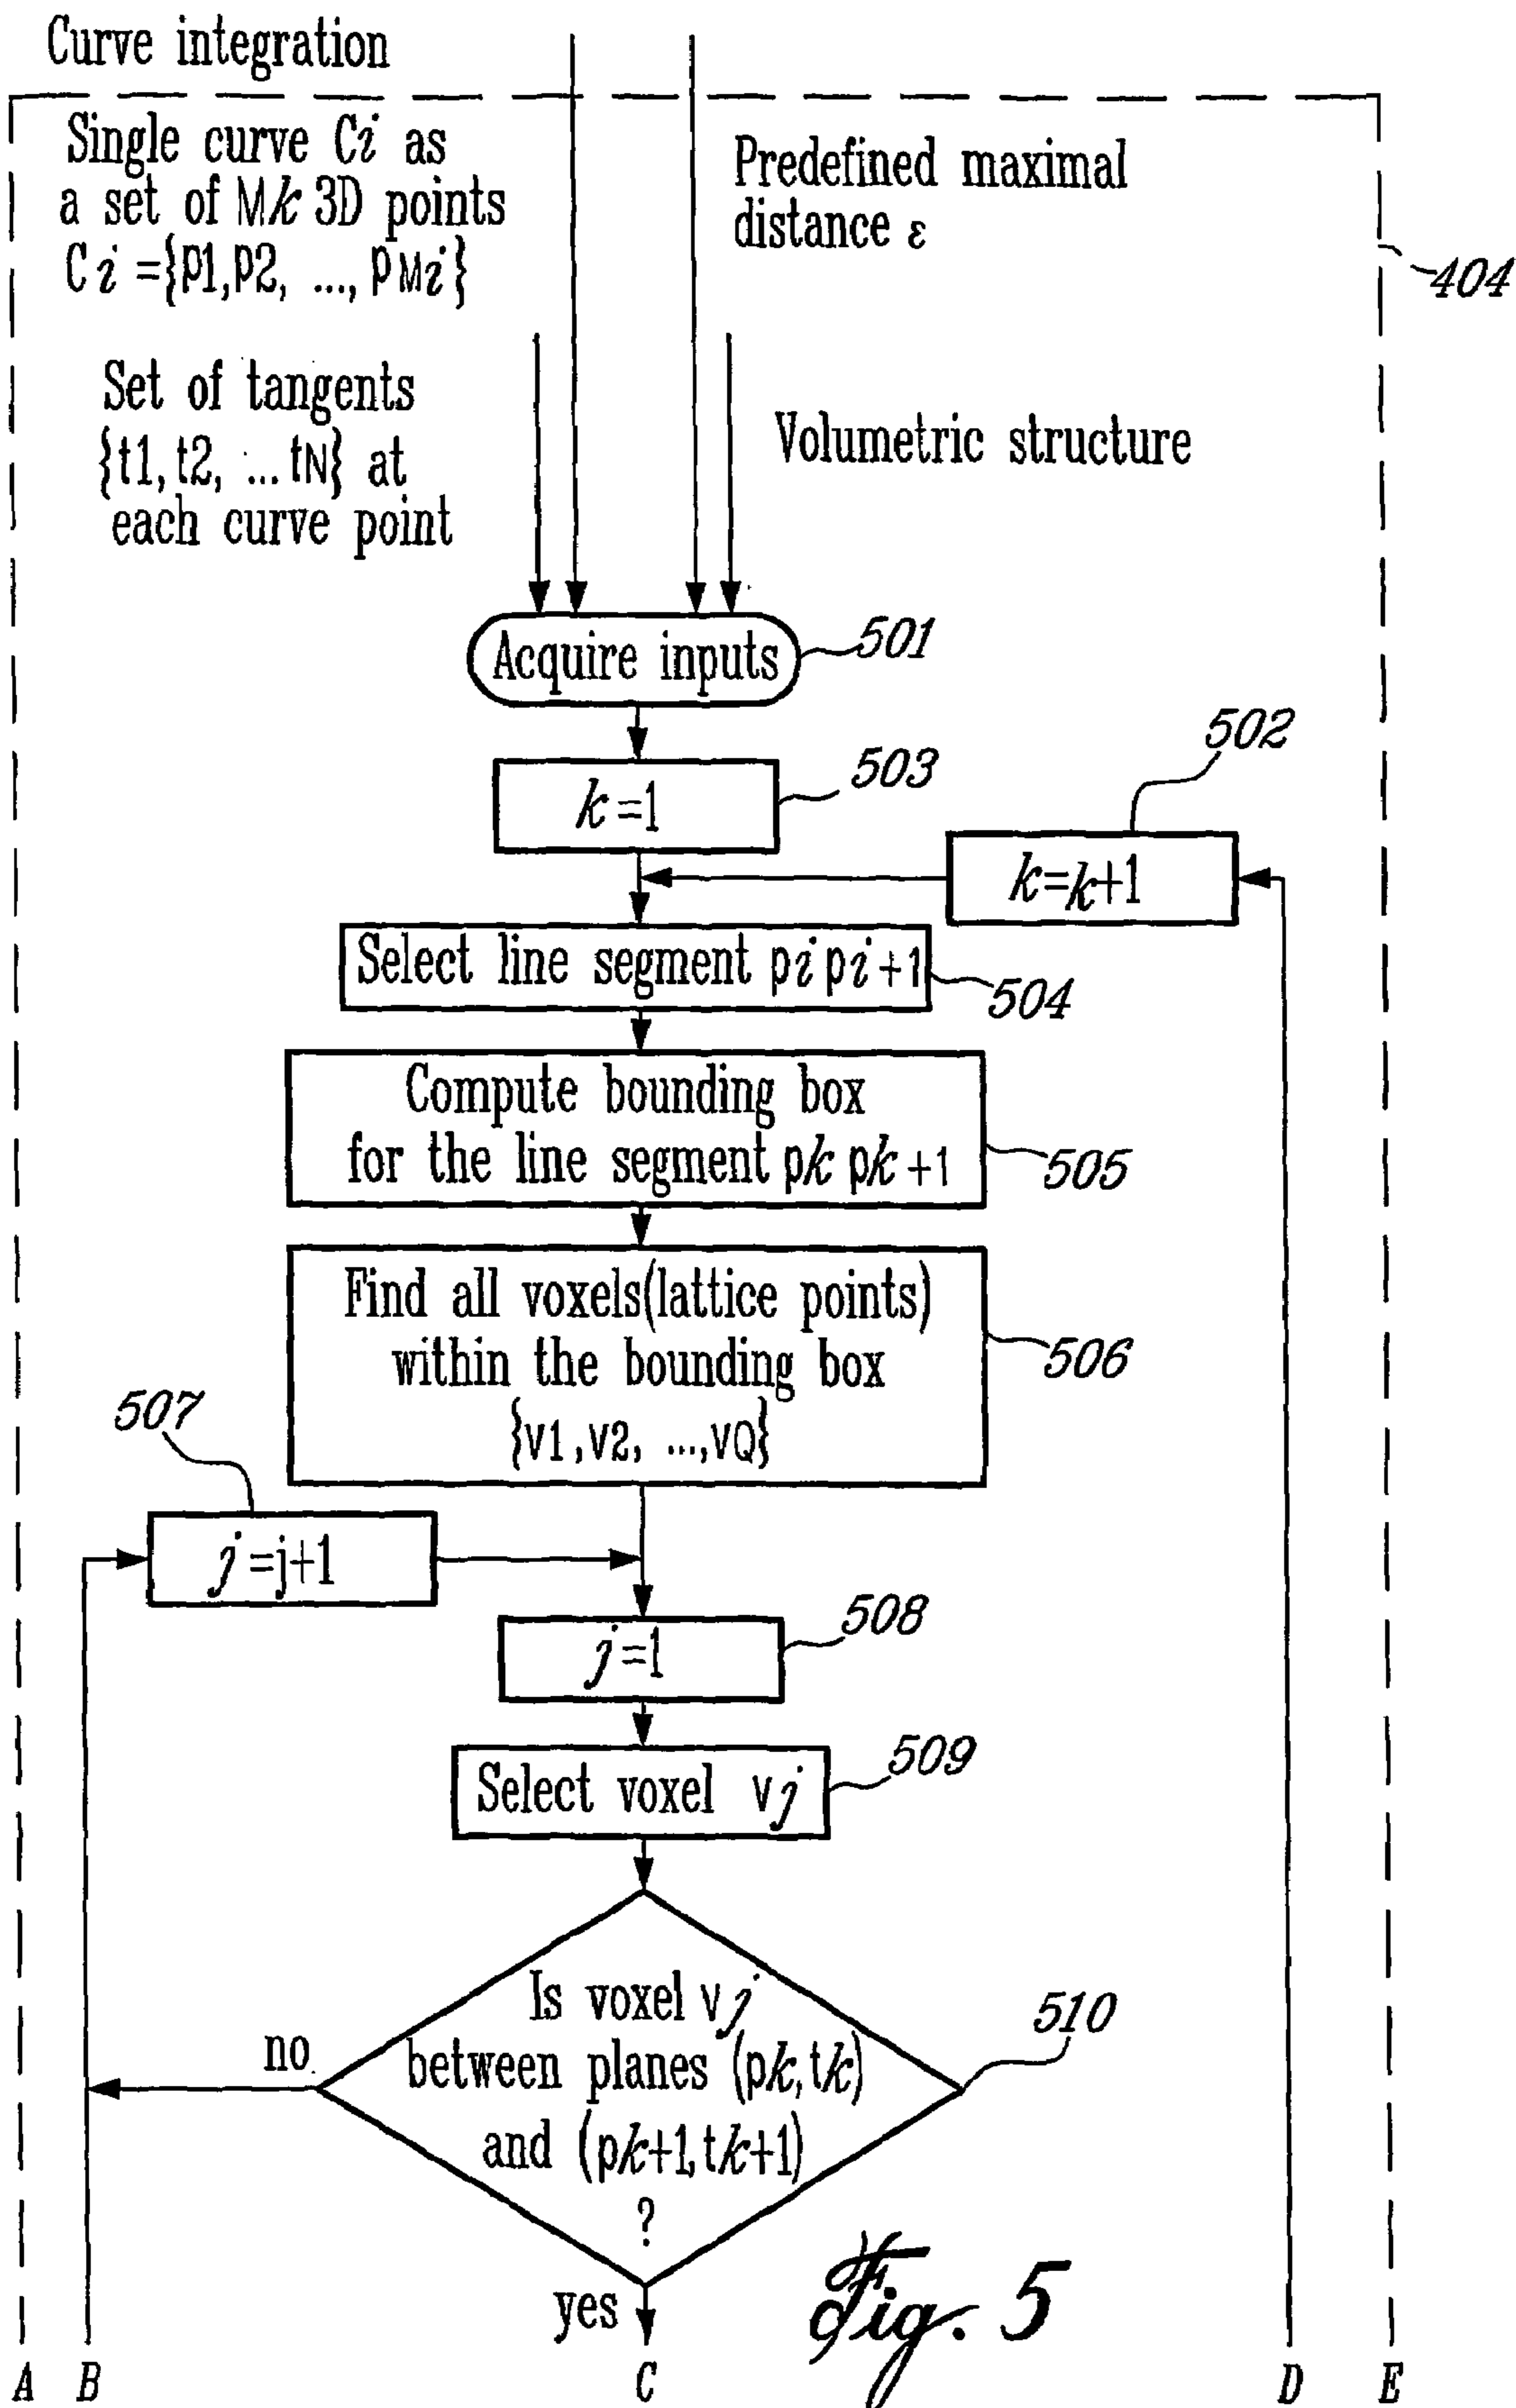 Curve integration
Single curve Ci as
a set of Mk 3D points
Ci ={p1,p2, ..., pMi}
Predefined maximal
distance ε
404
Set of tangents
{t1, t2, ... tN} at
each curve point
Volumetric structure
Acquire inputs
501
502
k=1
503
k=k+1
Select line segment pi pi+1
504
Compute bounding box
for the line segment pk pk+1
505
Find all voxels(lattice points)
within the bounding box
{v1,v2, ...,vQ}
506
507
j=j+1
j=1
508
Select voxel vj
509
Is voxel vj
between planes (pk,tk)
and (pk+1,tk+1)
?
510
no
yes
Fig. 5
A B C D E